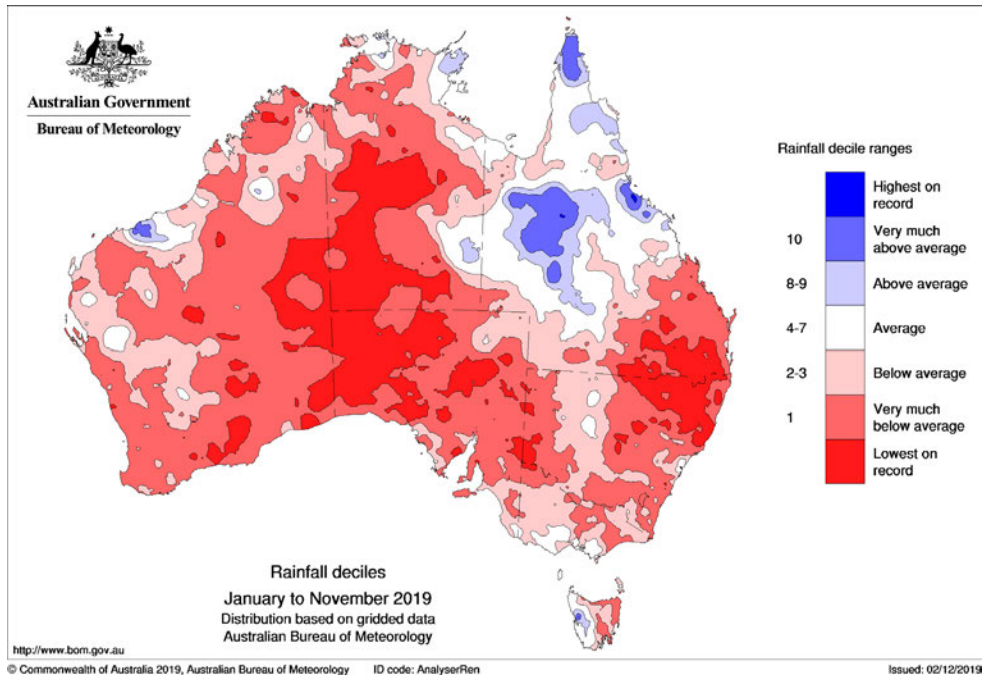 Australian Government
Bureau of Meteorology
Rainfall decile ranges
Highest on
record
10
Very much
above average
8-9
Above average
4-7
Average
2-3
Below average
1
Very much
below average
Lowest on
record
Rainfall deciles
January to November 2019
Distribution based on gridded data
Australian Bureau of Meteorology
http://www.bom.gov.au
© Commonwealth of Australia 2019, Australian Bureau of Meteorology ID code: AnalyserRen Issued: 02/12/2019